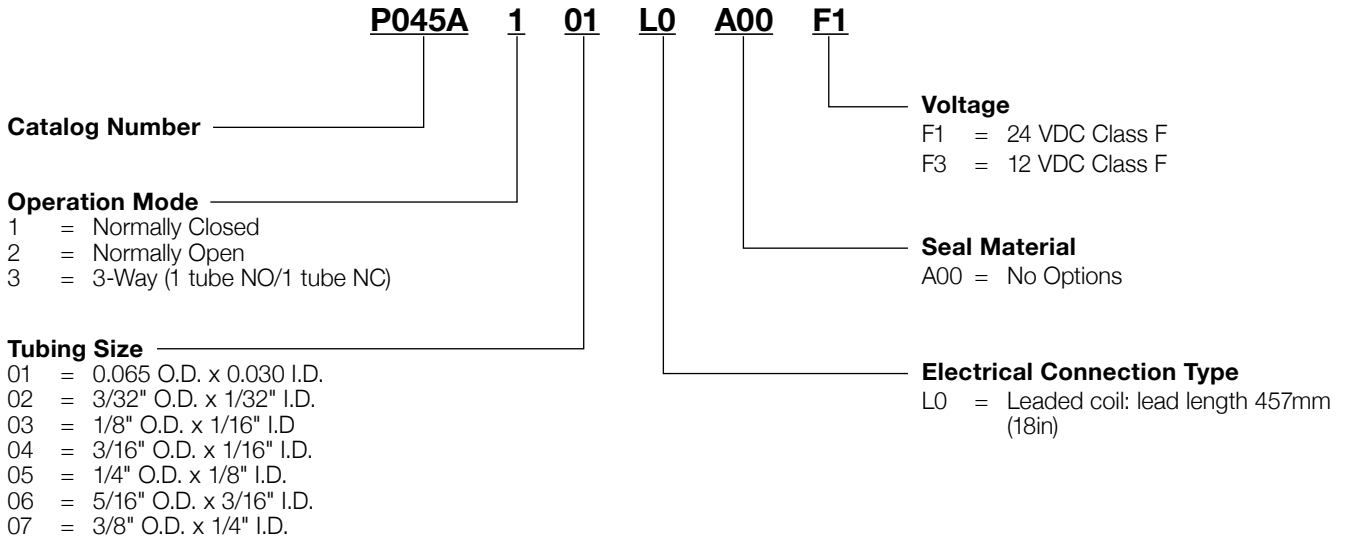 P045A 1 01 L0 A00 F1
Catalog Number
Operation Mode
1 = Normally Closed
2 = Normally Open
3 = 3-Way (1 tube NO/1 tube NC)
Tubing Size
01 = 0.065 O.D. x 0.030 I.D.
02 = 3/32" O.D. x 1/32" I.D.
03 = 1/8" O.D. x 1/16" I.D
04 = 3/16" O.D. x 1/16" I.D.
05 = 1/4" O.D. x 1/8" I.D.
06 = 5/16" O.D. x 3/16" I.D.
07 = 3/8" O.D. x 1/4" I.D.
Voltage
F1 = 24 VDC Class F
F3 = 12 VDC Class F
Seal Material
A00 = No Options
Electrical Connection Type
L0 = Leaded coil: lead length 457mm
(18in)